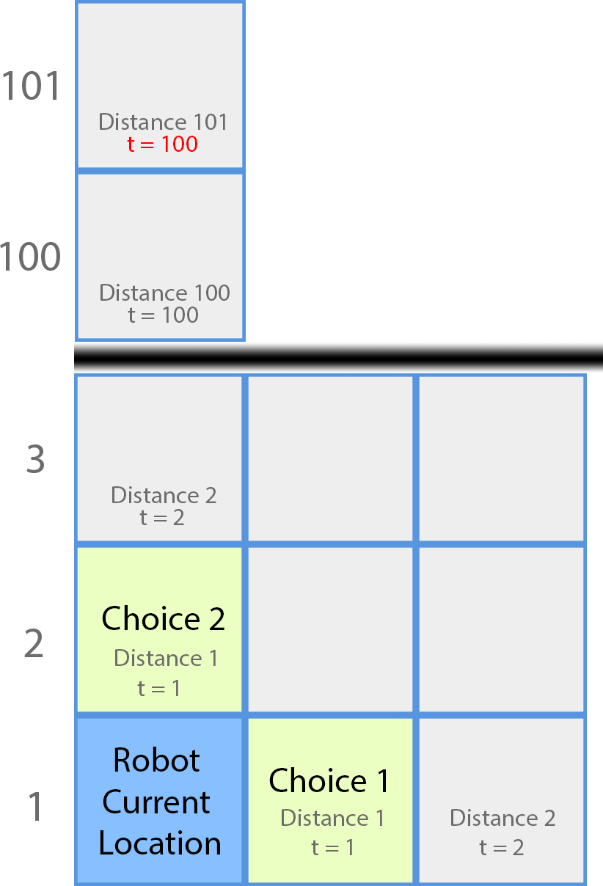 101
Distance 101
t = 100
100
Distance 100
t = 100
3
Distance 2
t = 2
2
Choice 2
Distance 1
t = 1
1
Robot
Current
Location
Choice 1
Distance 1
t = 1
Distance 2
t = 2